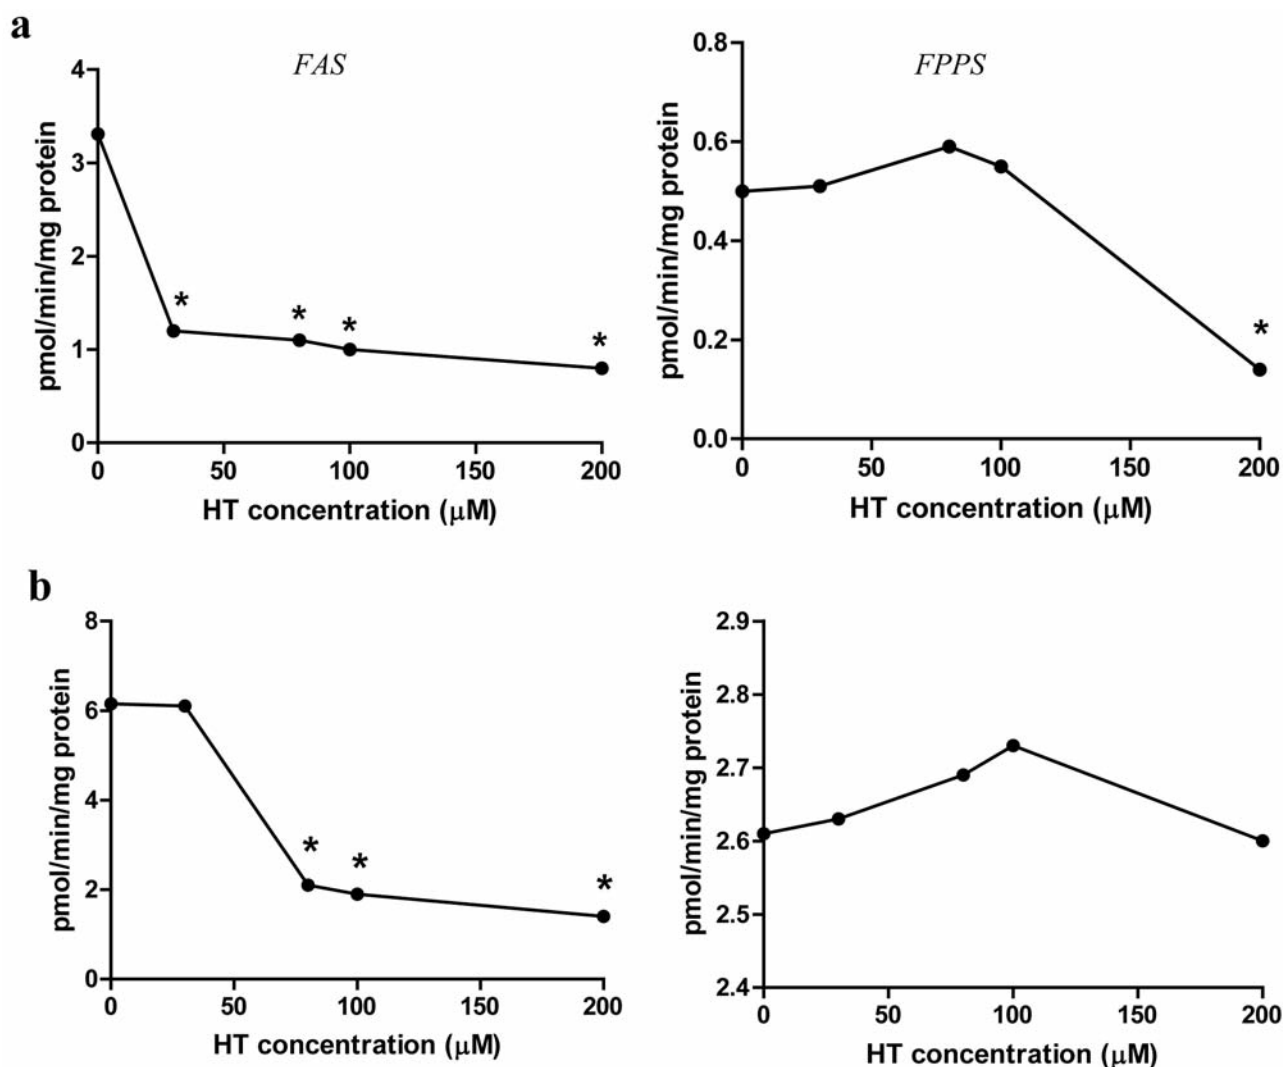 a
FAS
pmol/min/mg protein
4
3
2
1
0
*
*
*
*
0 50 100 150 200
HT concentration (μM)
FPPS
pmol/min/mg protein
0.8
0.6
0.4
0.2
0.0
*
0 50 100 150 200
HT concentration (μM)
b
pmol/min/mg protein
8
6
4
2
0
*
*
*
0 50 100 150 200
HT concentration (μM)
pmol/min/mg protein
2.9
2.8
2.7
2.6
2.5
2.4
0 50 100 150 200
HT concentration (μM)